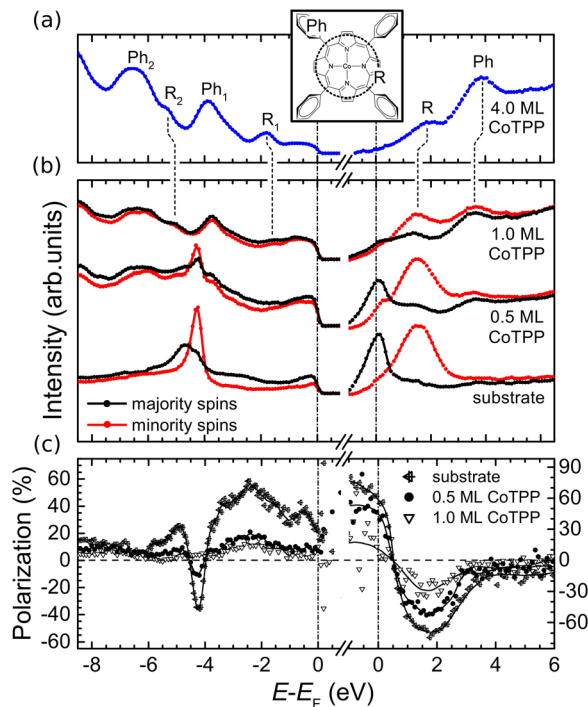 (a)
Ph₂
R₂
Ph₁
R₁
Ph
N
N
Co
N
N
R
R
Ph
4.0 ML
CoTPP
(b)
Intensity (arb.units)
1.0 ML
CoTPP
0.5 ML
CoTPP
substrate
majority spins
minority spins
(c)
Polarization (%)
60
40
20
0
-20
-40
-60
substrate
0.5 ML CoTPP
1.0 ML CoTPP
90
60
30
0
-30
-60
-8 -6 -4 -2 0 0 2 4 6
E-E_F (eV)